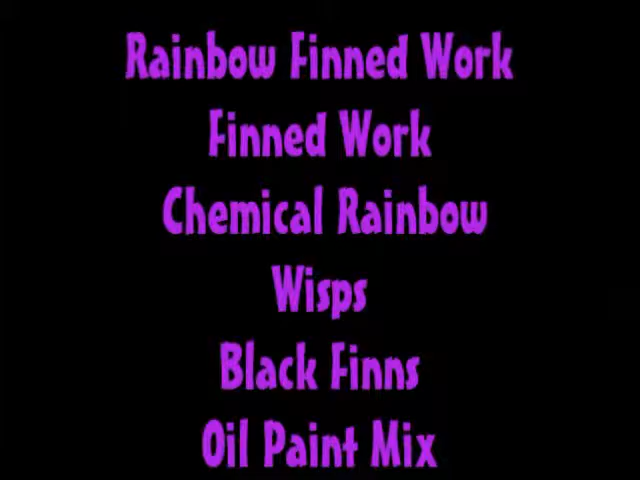 Rainbow Finned Work
Finned Work
Chemical Rainbow
Wisps
Black Finns
Oil Paint Mix